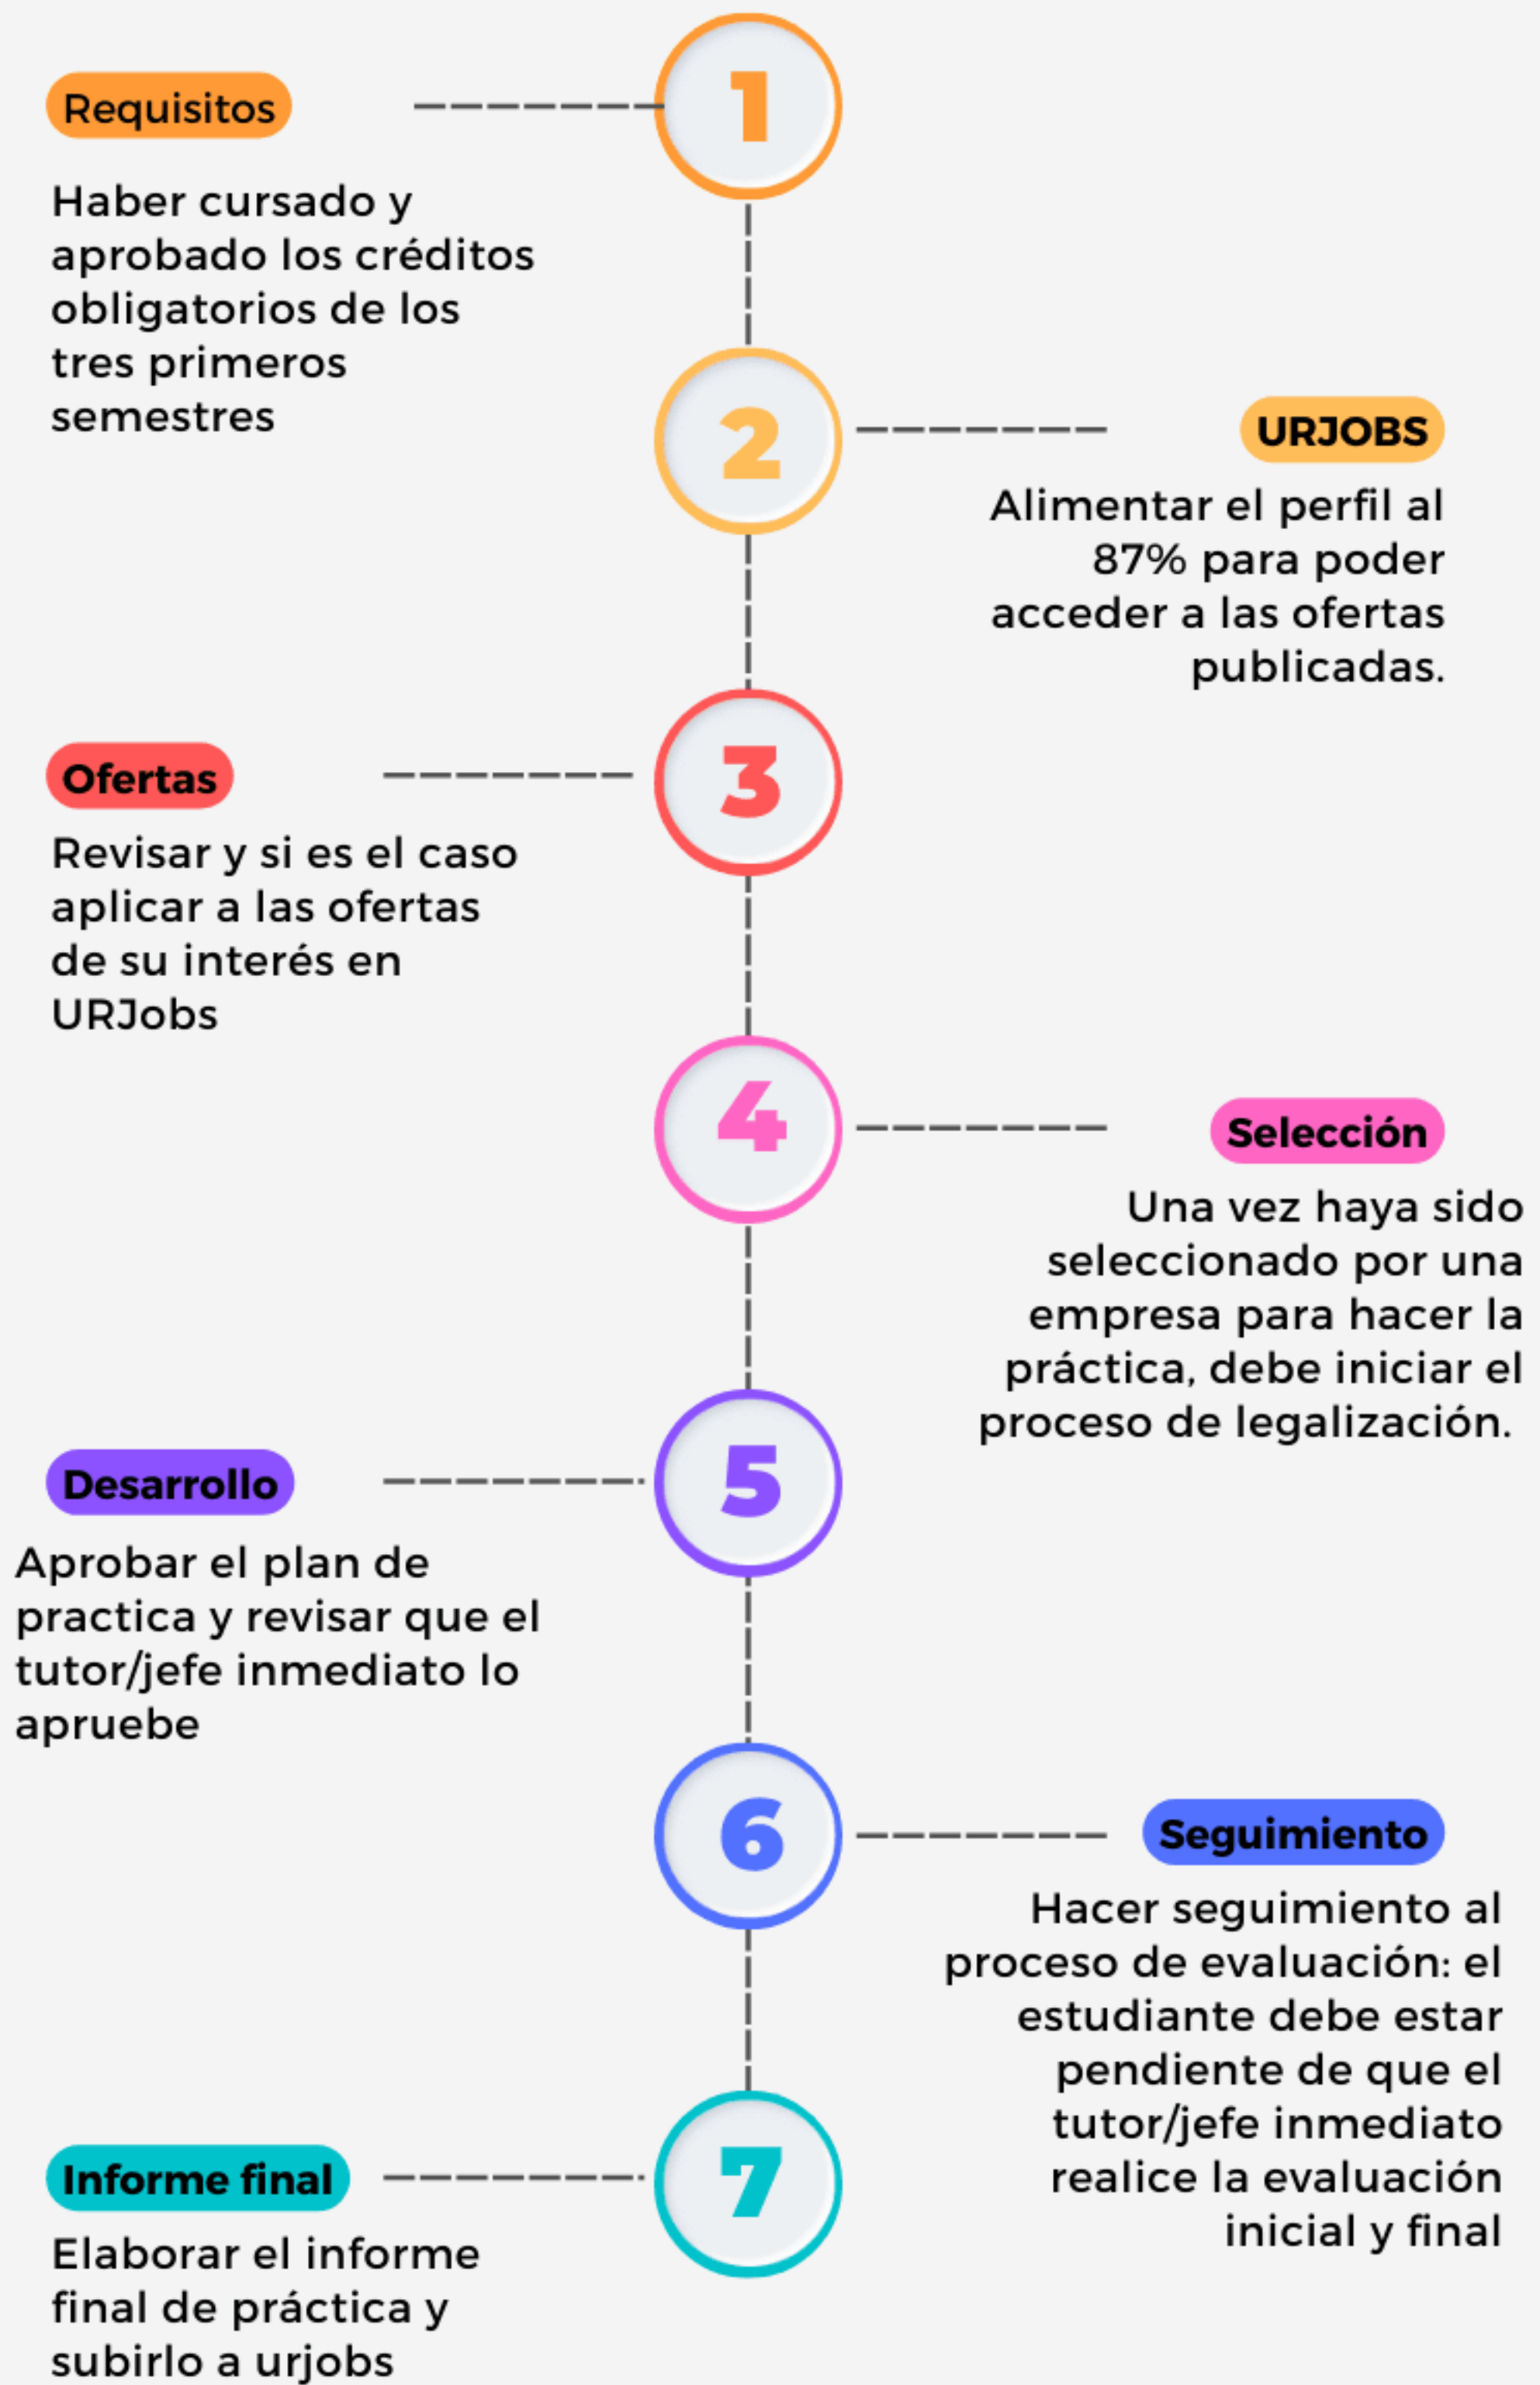 1
Requisitos
Haber cursado y
aprobado los créditos
obligatorios de los
tres primeros
semestres
2
URJOBS
Alimentar el perfil al
87% para poder
acceder a las ofertas
publicadas.
3
Ofertas
Revisar y si es el caso
aplicar a las ofertas
de su interés en
URJobs
4
Selección
Una vez haya sido
seleccionado por una
empresa para hacer la
práctica, debe iniciar el
proceso de legalización.
5
Desarrollo
Aprobar el plan de
practica y revisar que el
tutor/jefe inmediato lo
apruebe
6
Seguimiento
Hacer seguimiento al
proceso de evaluación: el
estudiante debe estar
pendiente de que el
tutor/jefe inmediato
realice la evaluación
inicial y final
7
Informe final
Elaborar el informe
final de práctica y
subirlo a urjobs